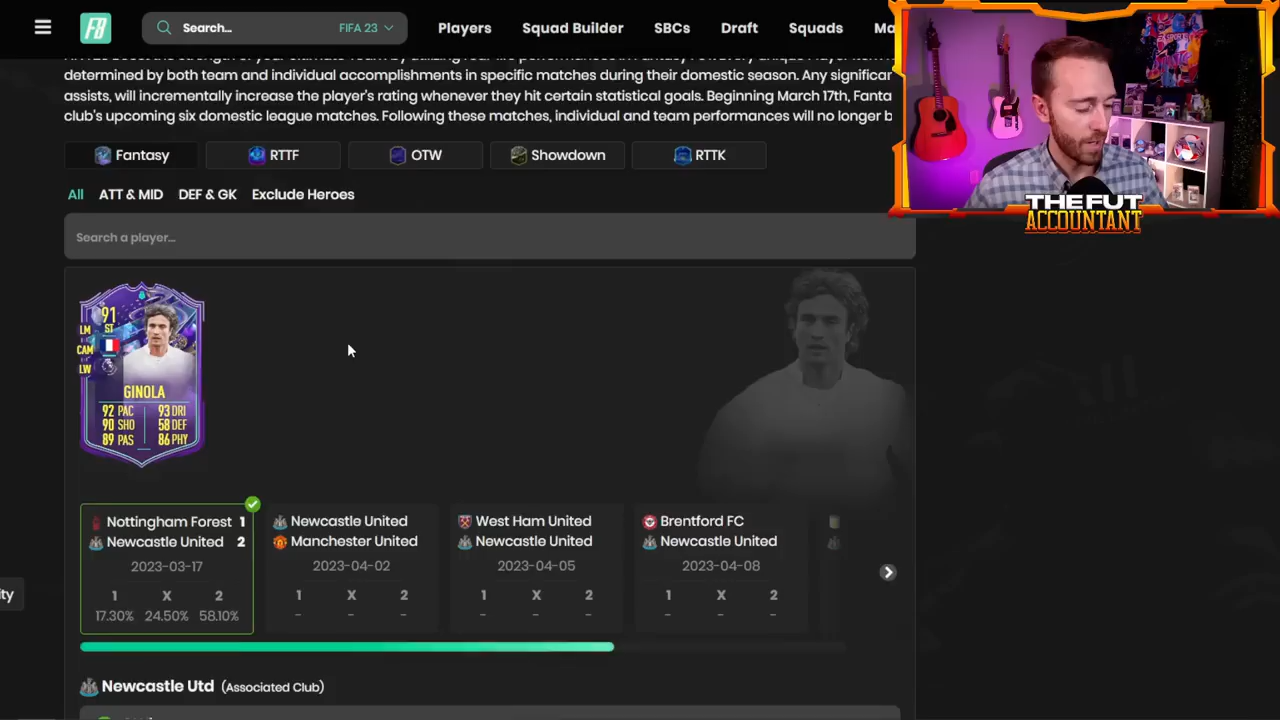 Search...
FIFA 23
Players
Squad Builder
SBCs
Draft
Squads
Ma
determined by both team and individual accomplishments in specific matches during their domestic season. Any significar
assists, will incrementally increase the player's rating whenever they hit certain statistical goals. Beginning March 17th, Fanta
club's upcoming six domestic league matches. Following these matches, individual and team performances will no longer b
Fantasy
RTTF
OTW
Showdown
RTTK
All
ATT & MID
DEF & GK
Exclude Heroes
Search a player...
THE FUT
ACCOUNTANT
91
ST
LM
CAM
LW
GINOLA
92 PAC 93 DRI
90 SHO 58 DEF
89 PAS 86 PHY
Nottingham Forest 1
Newcastle United 2
2023-03-17
1 X 2
17.30% 24.50% 58.10%
Newcastle United
Manchester United
2023-04-02
1 X 2
- - -
West Ham United
Newcastle United
2023-04-05
1 X 2
- - -
Brentford FC
Newcastle United
2023-04-08
1 X 2
- - -
ity
Newcastle Utd (Associated Club)